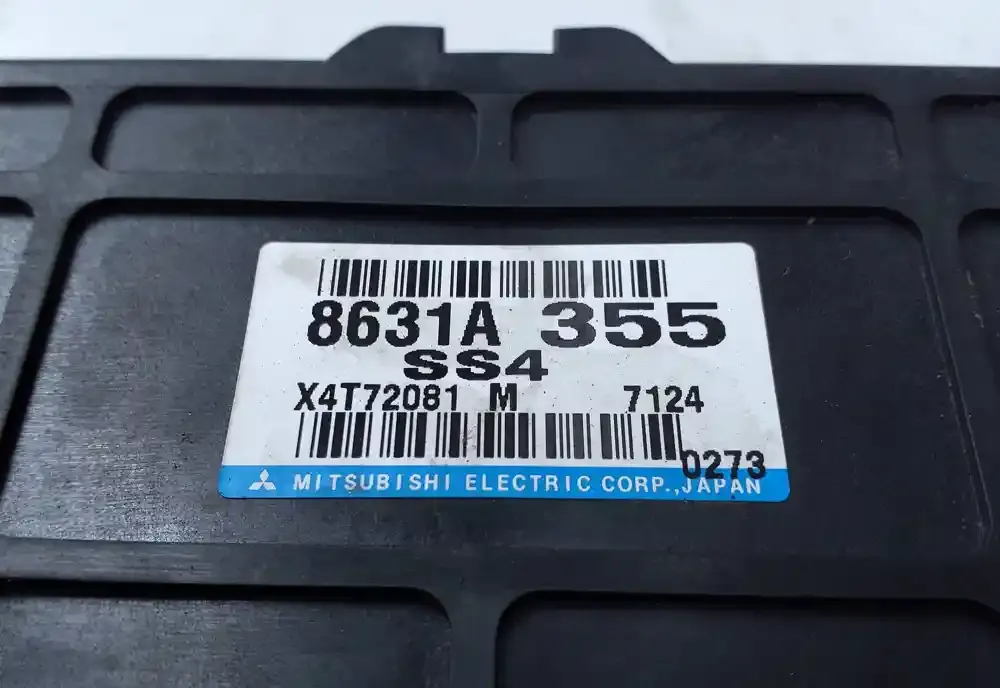 8631A 355
SS4
X4T72081 M 7124
0273
MITSUBISHI ELECTRIC CORP., JAPAN